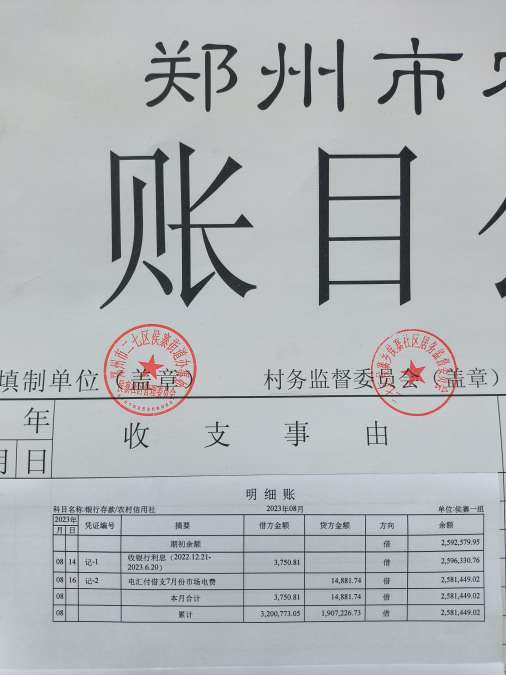 郑州市
账目
填制单位（盖章）
村务监督委员会（盖章）
年
收支事由
月日
明细账
科目名称:银行存款/农村信用社 2023年08月 单位:侯寨一组
2023年 凭证编号 摘要 借方金额 贷方金额 方向 余额
月 日
期初余额 借 2,592,579.95
08 14 记-1 收银行利息（2022.12.21-2023.6.20） 3,750.81 借 2,596,330.76
08 16 记-2 电汇付借支7月份市场电费 14,881.74 借 2,581,449.02
08 本月合计 3,750.81 14,881.74 借 2,581,449.02
08 累计 3,200,773.05 1,907,226.73 借 2,581,449.02